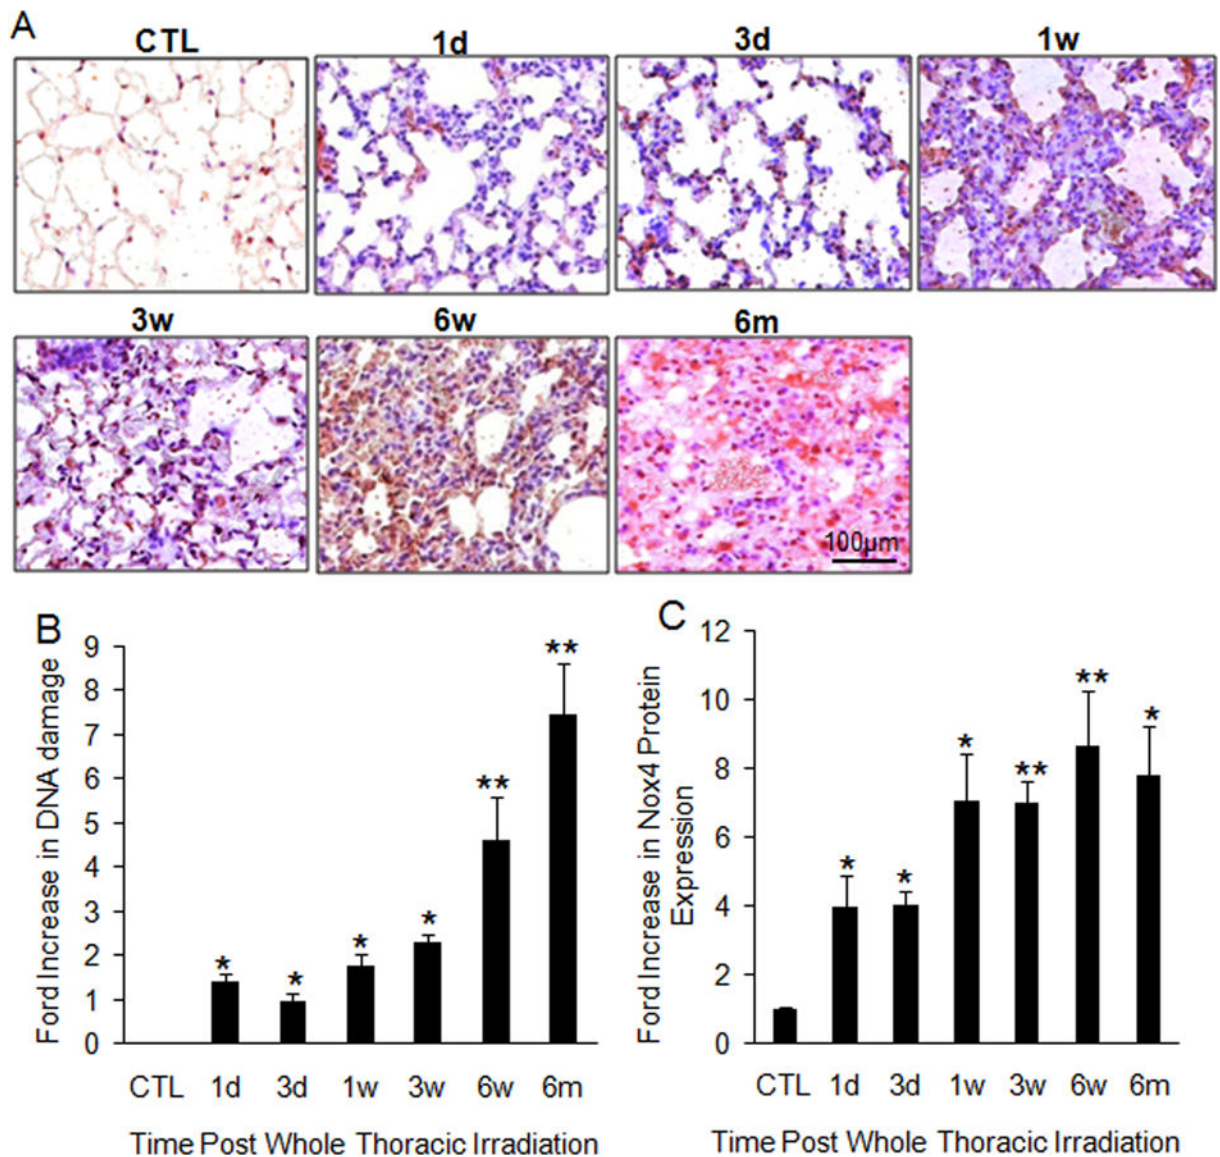 A
CTL 1d 3d 1w
3w 6w 6m
100µm
B
Ford Increase in DNA damage
9
8
7
6
5
4
3
2
1
0
* * * * ** **
CTL 1d 3d 1w 3w 6w 6m
Time Post Whole Thoracic Irradiation
C
Ford Increase in Nox4 Protein
Expression
12
10
8
6
4
2
0
* * * ** ** *
CTL 1d 3d 1w 3w 6w 6m
Time Post Whole Thoracic Irradiation